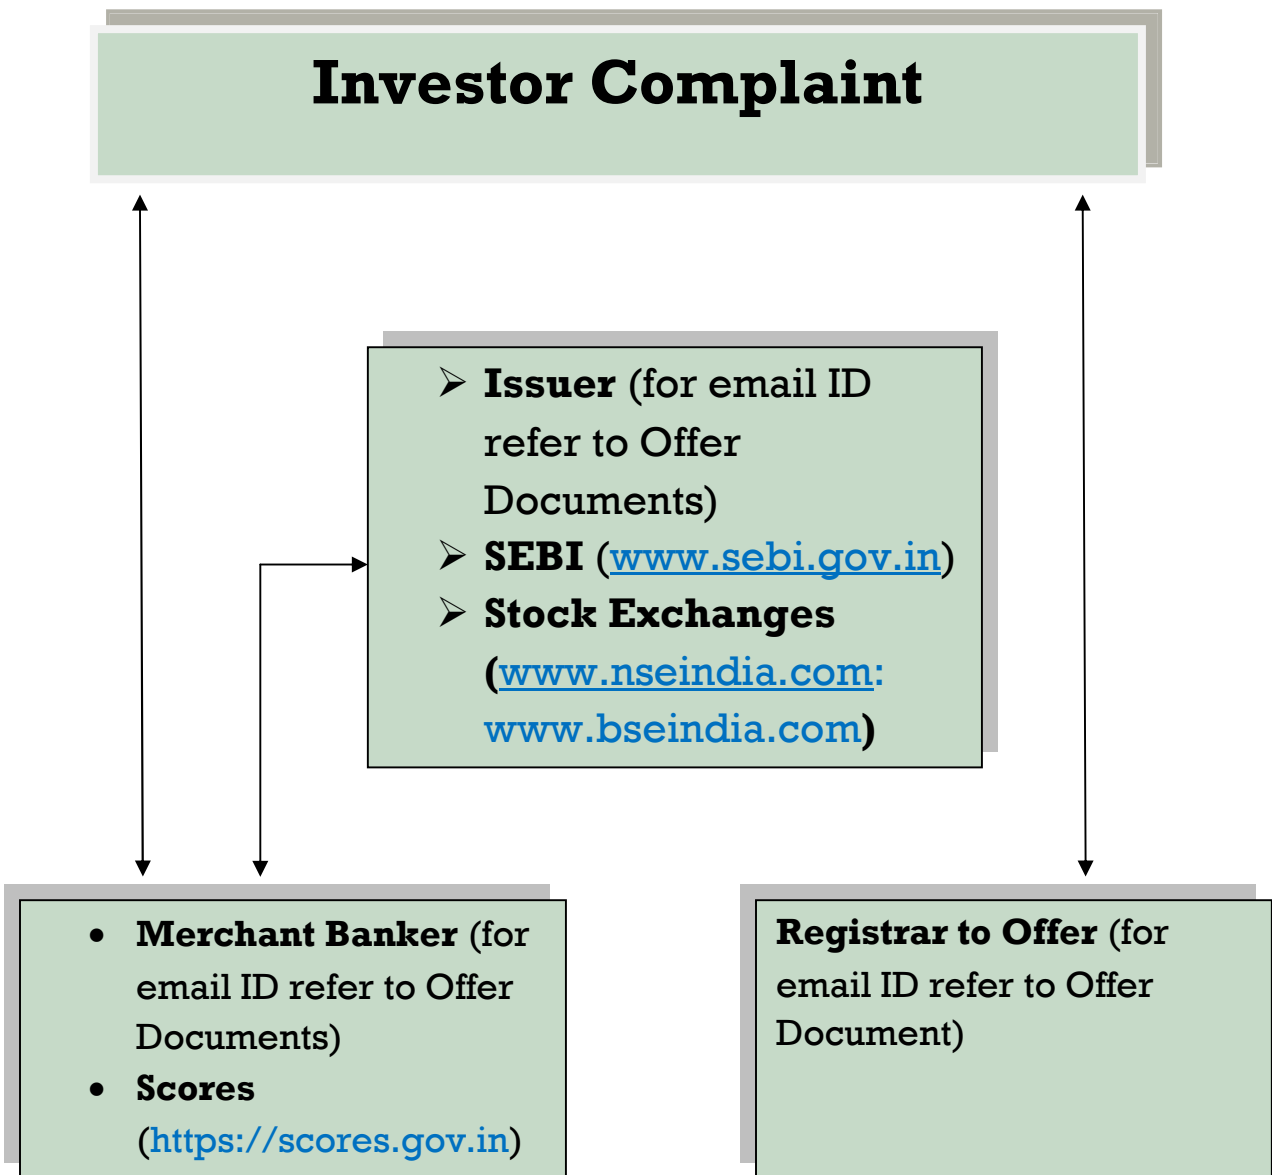 Investor Complaint
➢ Issuer (for email ID
refer to Offer
Documents)
➢ SEBI (www.sebi.gov.in)
➢ Stock Exchanges
(www.nseindia.com:
www.bseindia.com)
• Merchant Banker (for
email ID refer to Offer
Documents)
• Scores
(https://scores.gov.in)
Registrar to Offer (for
email ID refer to Offer
Document)